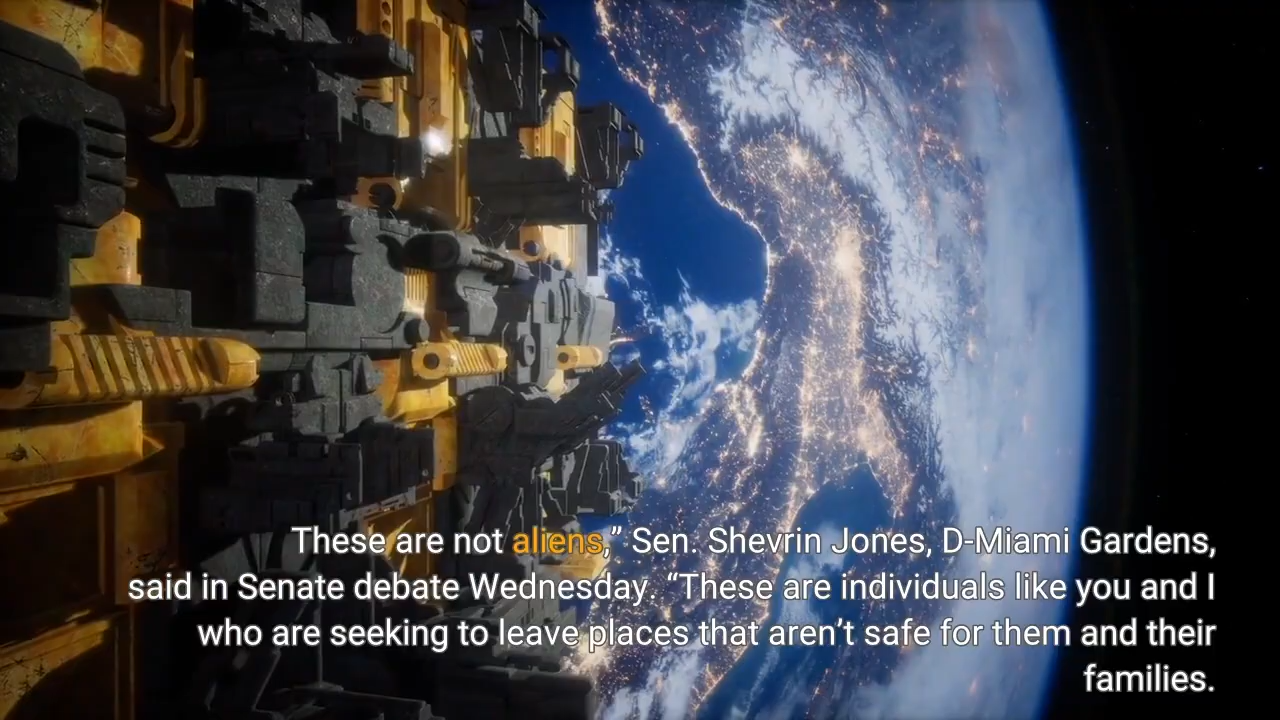 These are not aliens,” Sen. Shevrin Jones, D-Miami Gardens,
said in Senate debate Wednesday. “These are individuals like you and I
who are seeking to leave places that aren’t safe for them and their
families.